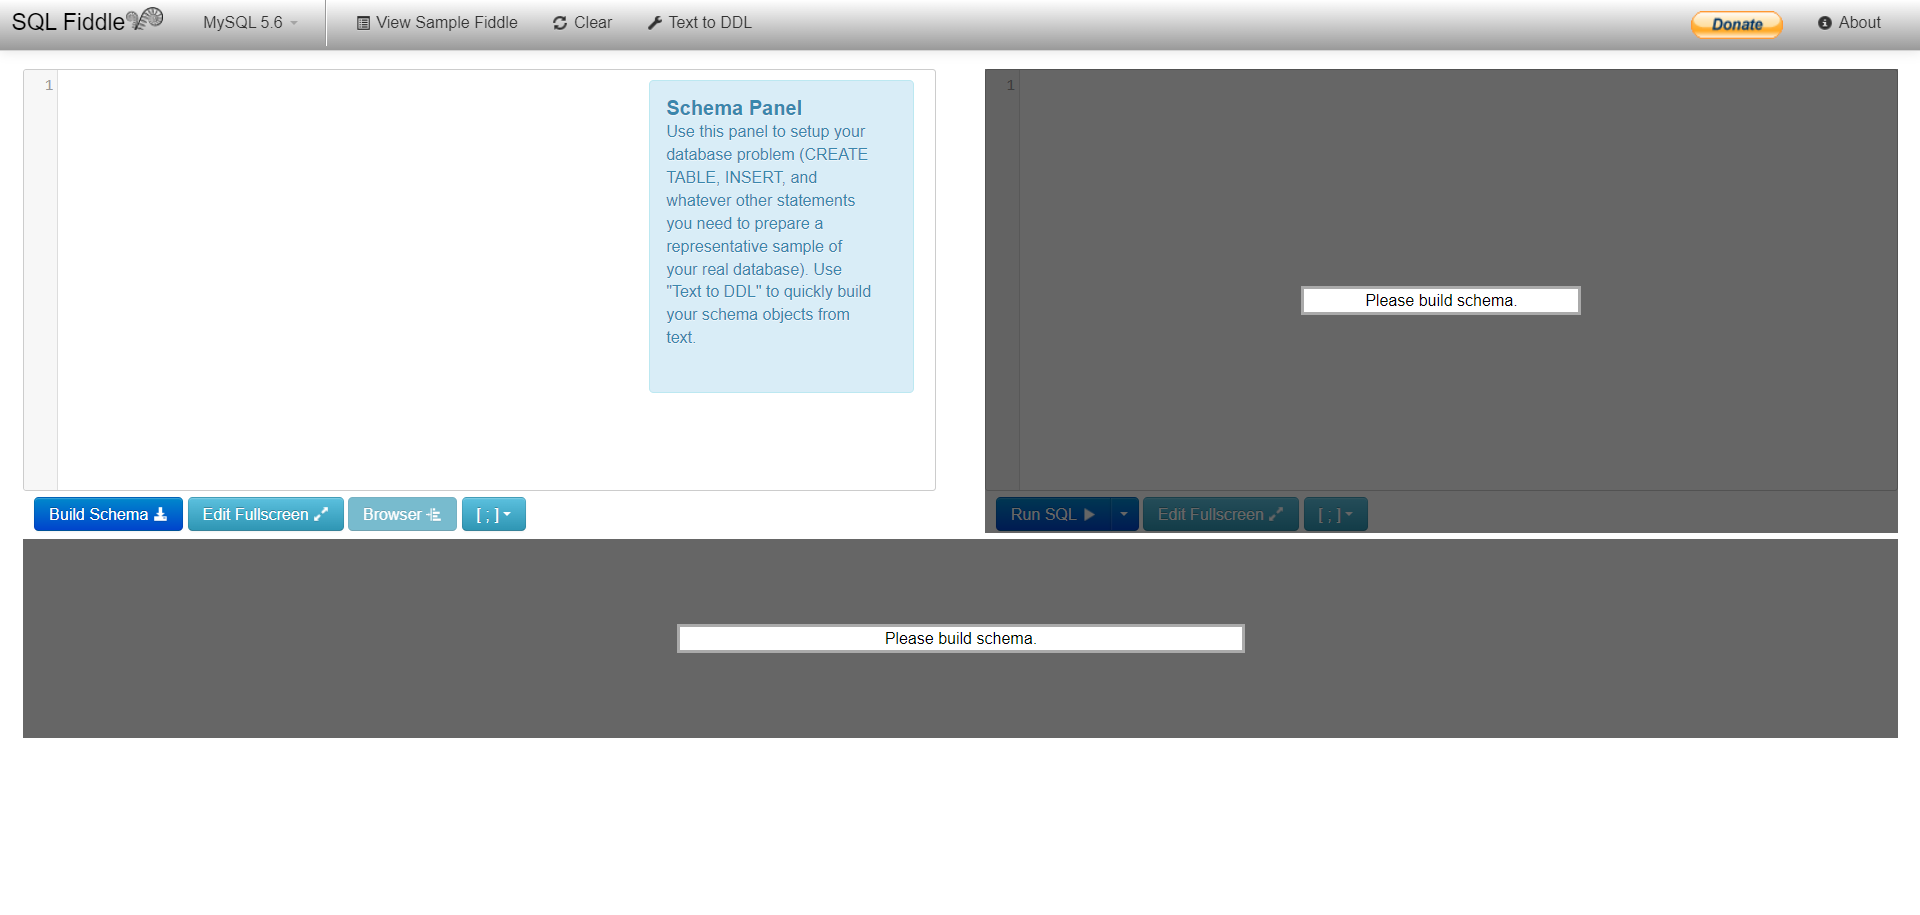 SQL Fiddle
MySQL 5.6
View Sample Fiddle
Clear
Text to DDL
Donate
About
1
Schema Panel
Use this panel to setup your
database problem (CREATE
TABLE, INSERT, and
whatever other statements
you need to prepare a
representative sample of
your real database). Use
"Text to DDL" to quickly build
your schema objects from
text.
Build Schema
Edit Fullscreen
Browser
[ ; ]
1
Please build schema.
Run SQL
Edit Fullscreen
[ ; ]
Please build schema.